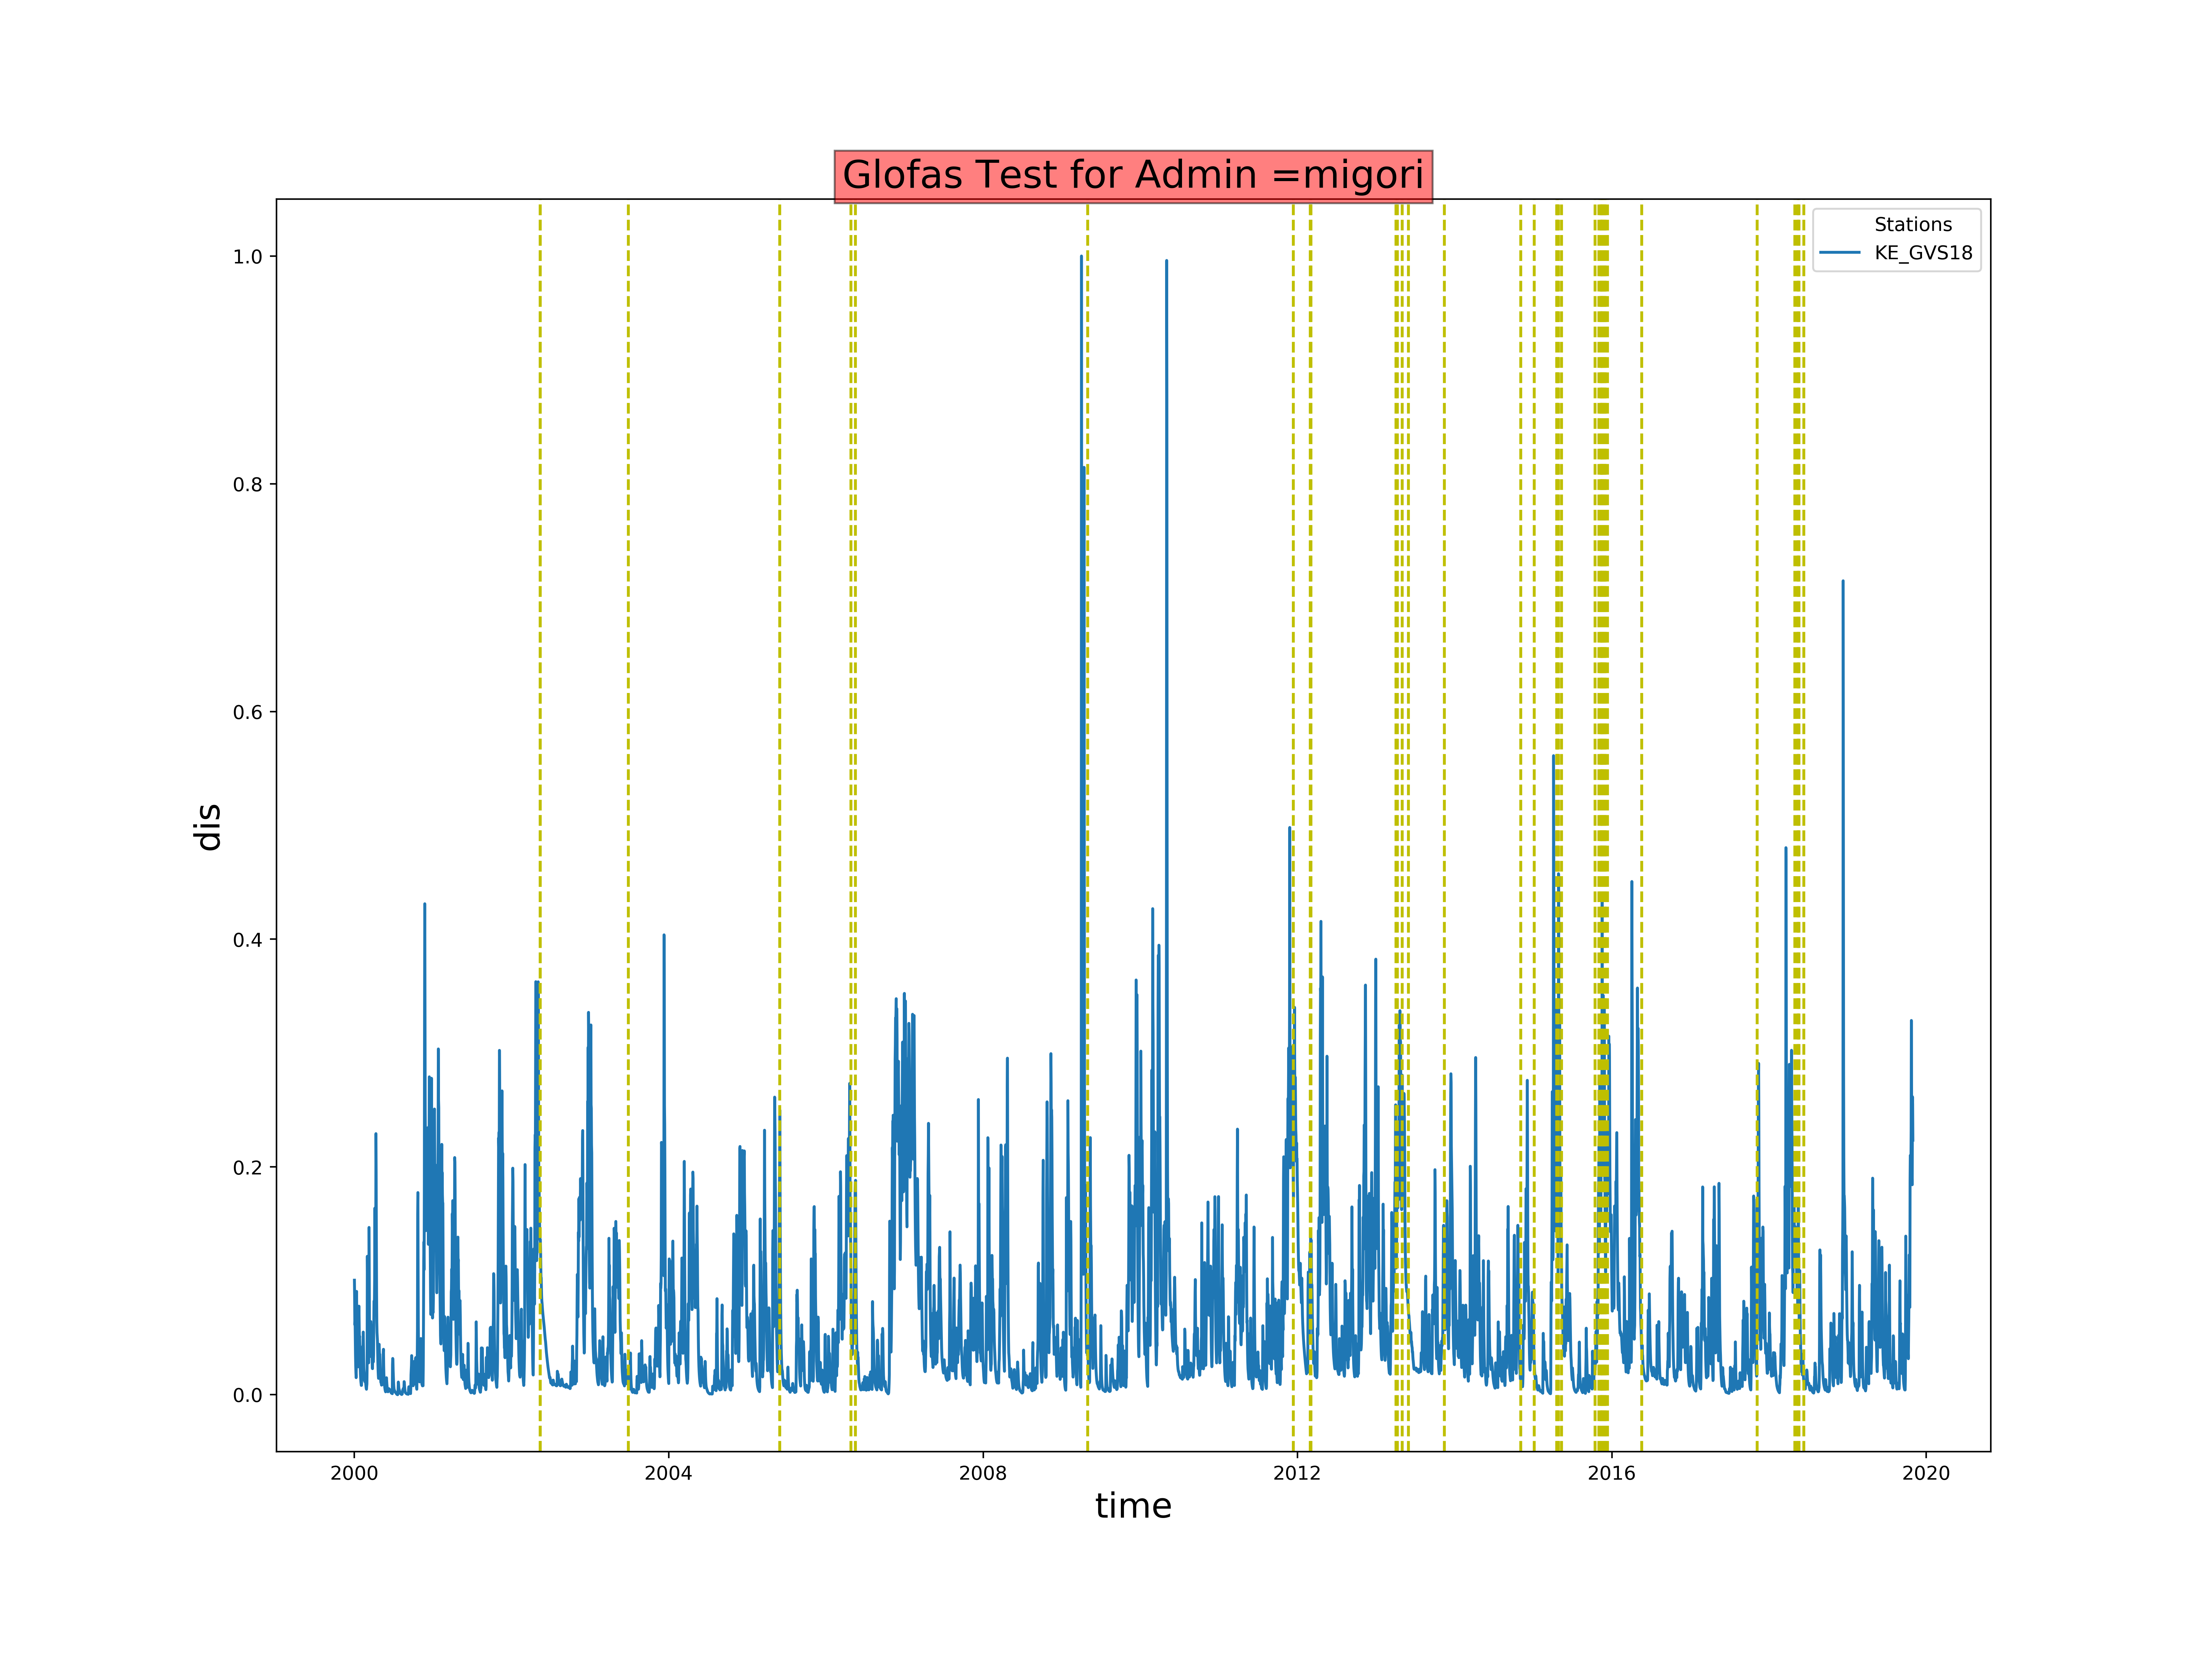 Glofas Test for Admin =migori
Stations
KE_GVS18
1.0
0.8
0.6
0.4
0.2
0.0
dis
2000 2004 2008 2012 2016 2020
time